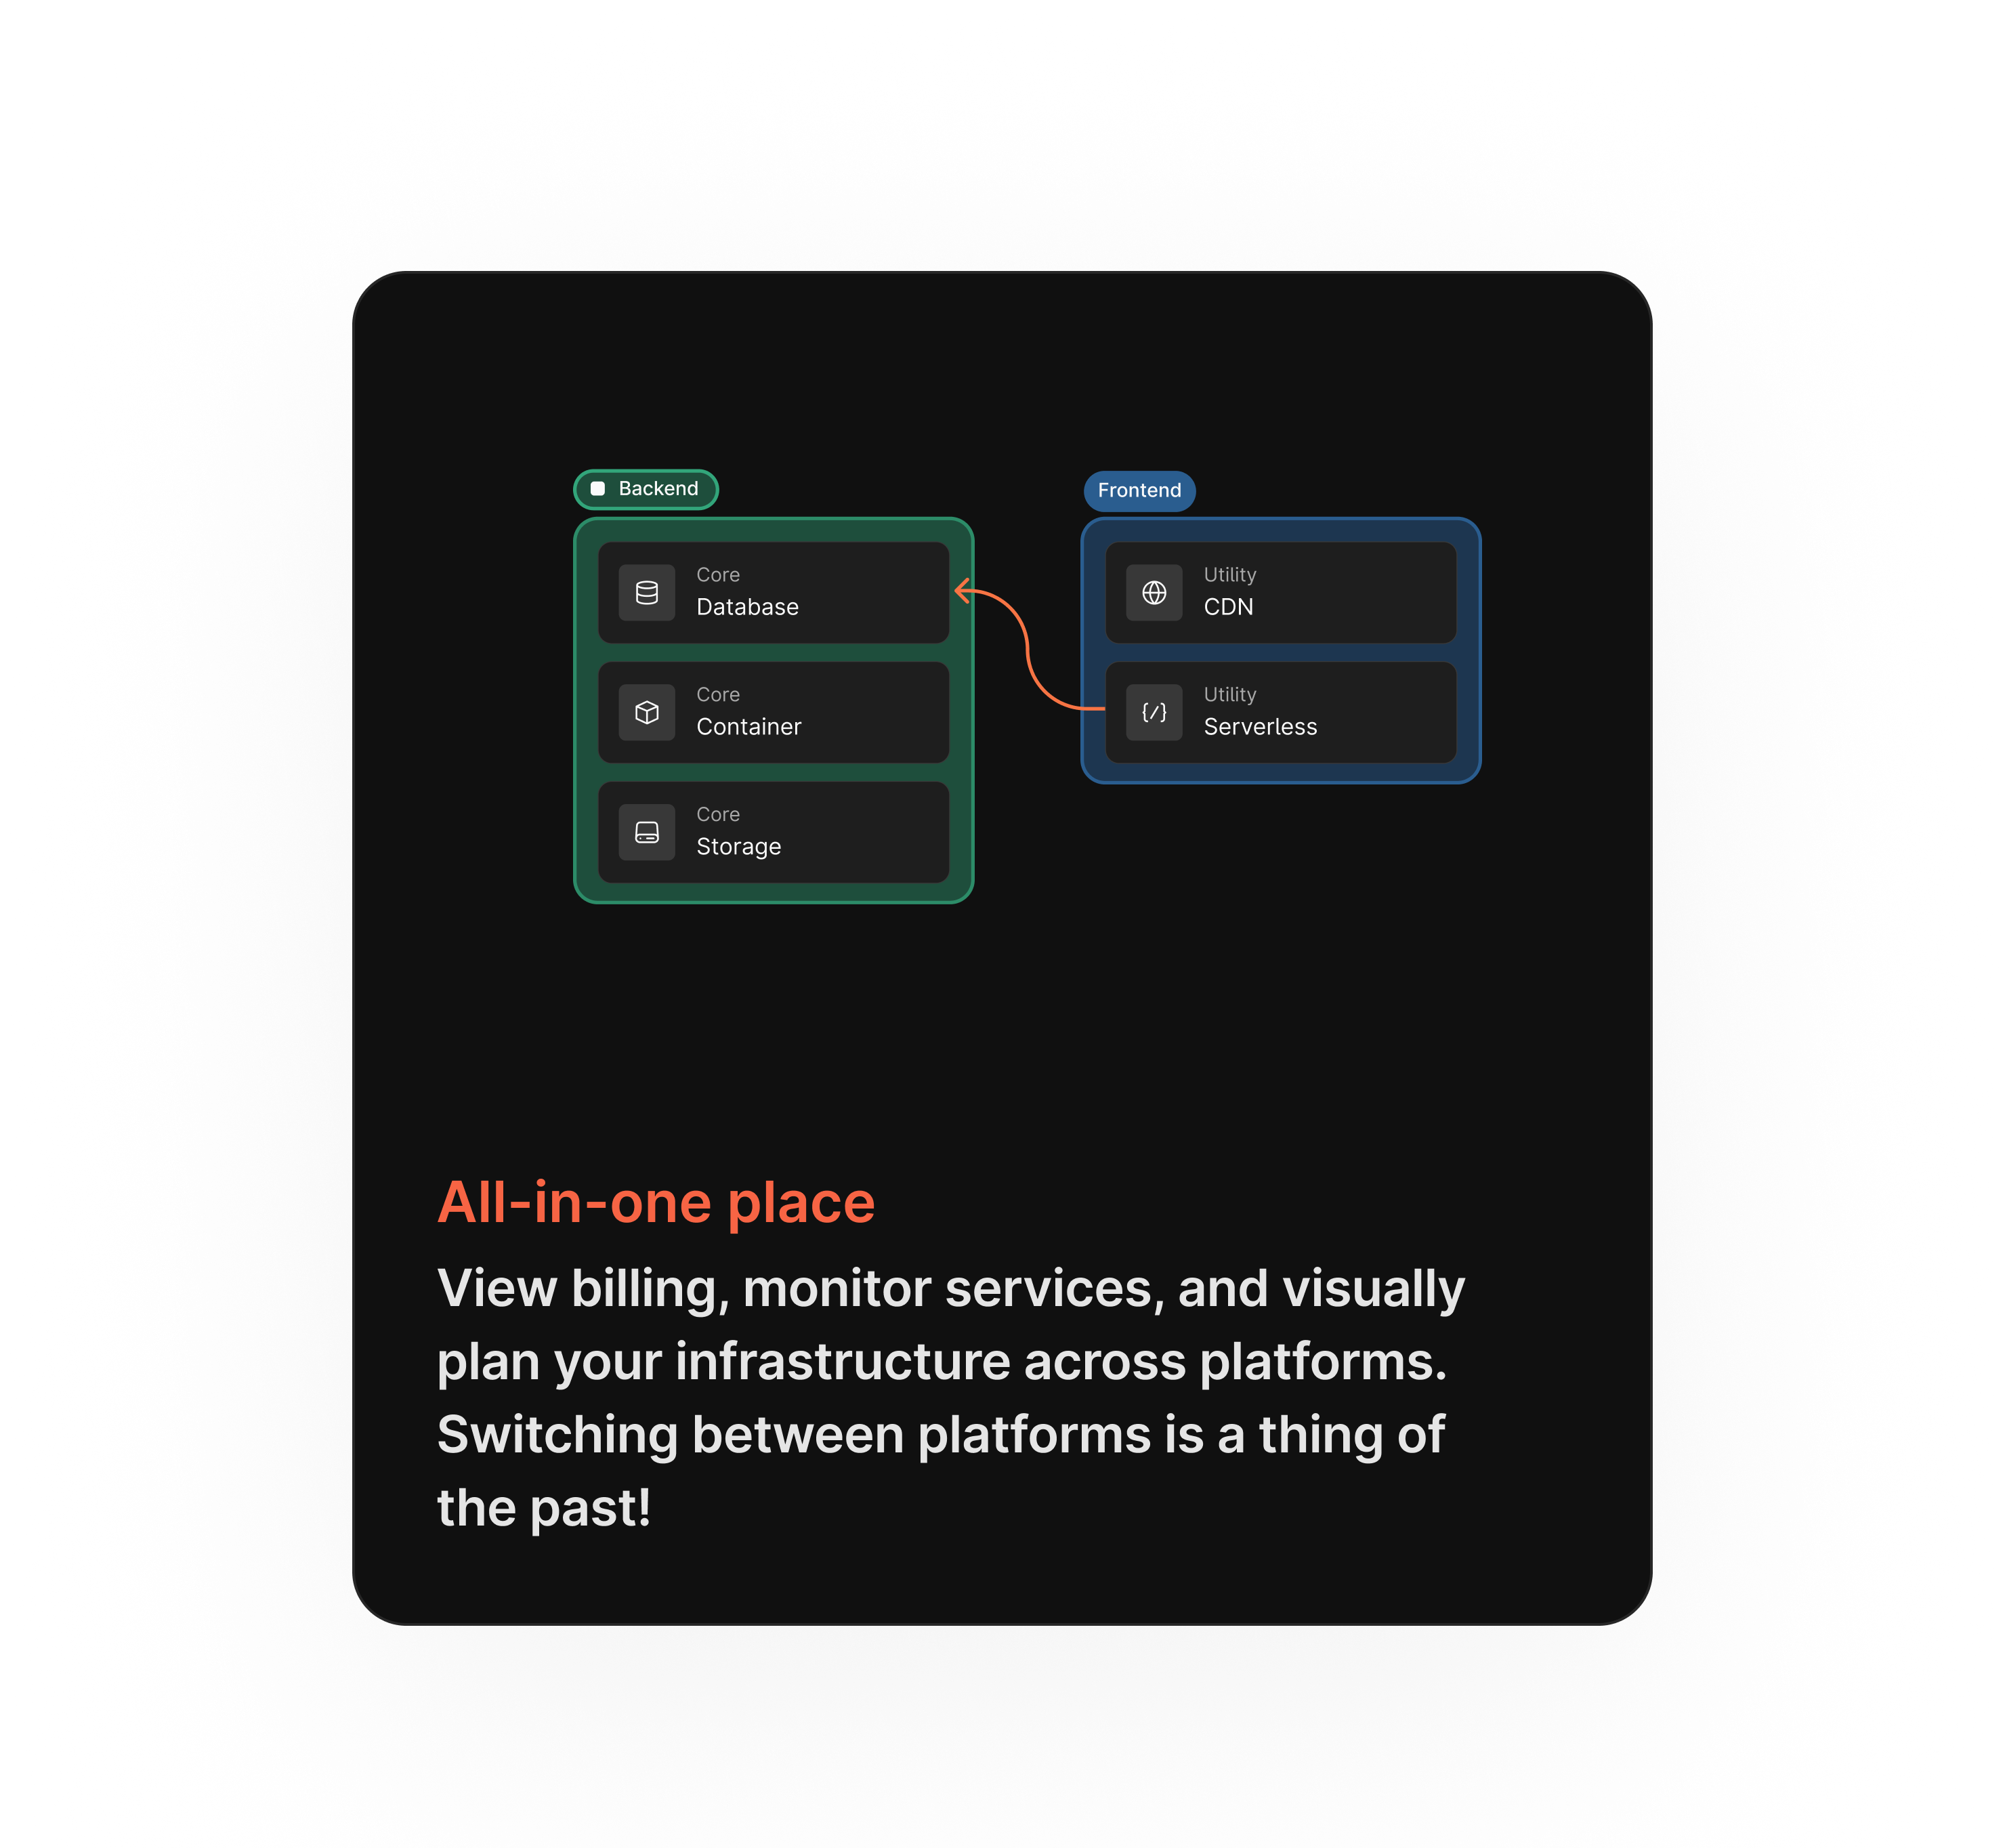 Backend
Core
Database
Core
Container
Core
Storage
Frontend
Utility
CDN
Utility
Serverless
All-in-one place
View billing, monitor services, and visually
plan your infrastructure across platforms.
Switching between platforms is a thing of
the past!